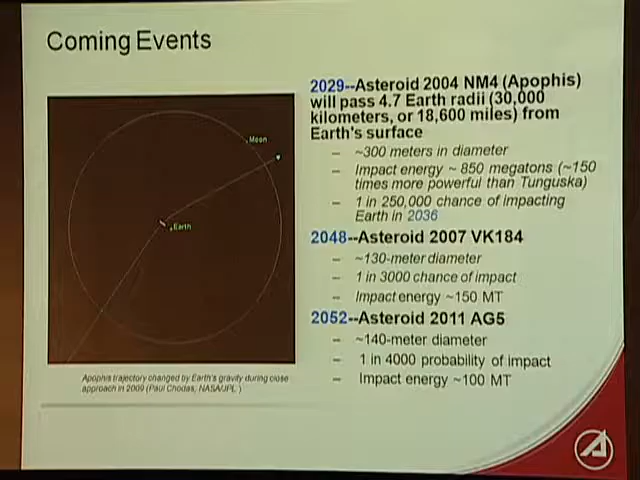 Coming Events
Moon
Earth
Apophis trajectory changed by Earth's gravity during close
approach in 2009 (Paul Chodas, NASA/JPL )
2029--Asteroid 2004 NM4 (Apophis)
will pass 4.7 Earth radii (30,000
kilometers, or 18,600 miles) from
Earth's surface
– ~300 meters in diameter
– Impact energy ~ 850 megatons (~150
times more powerful than Tunguska)
– 1 in 250,000 chance of impacting
Earth in 2036
2048--Asteroid 2007 VK184
– ~130-meter diameter
– 1 in 3000 chance of impact
– Impact energy ~150 MT
2052--Asteroid 2011 AG5
– ~140-meter diameter
– 1 in 4000 probability of impact
– Impact energy ~100 MT